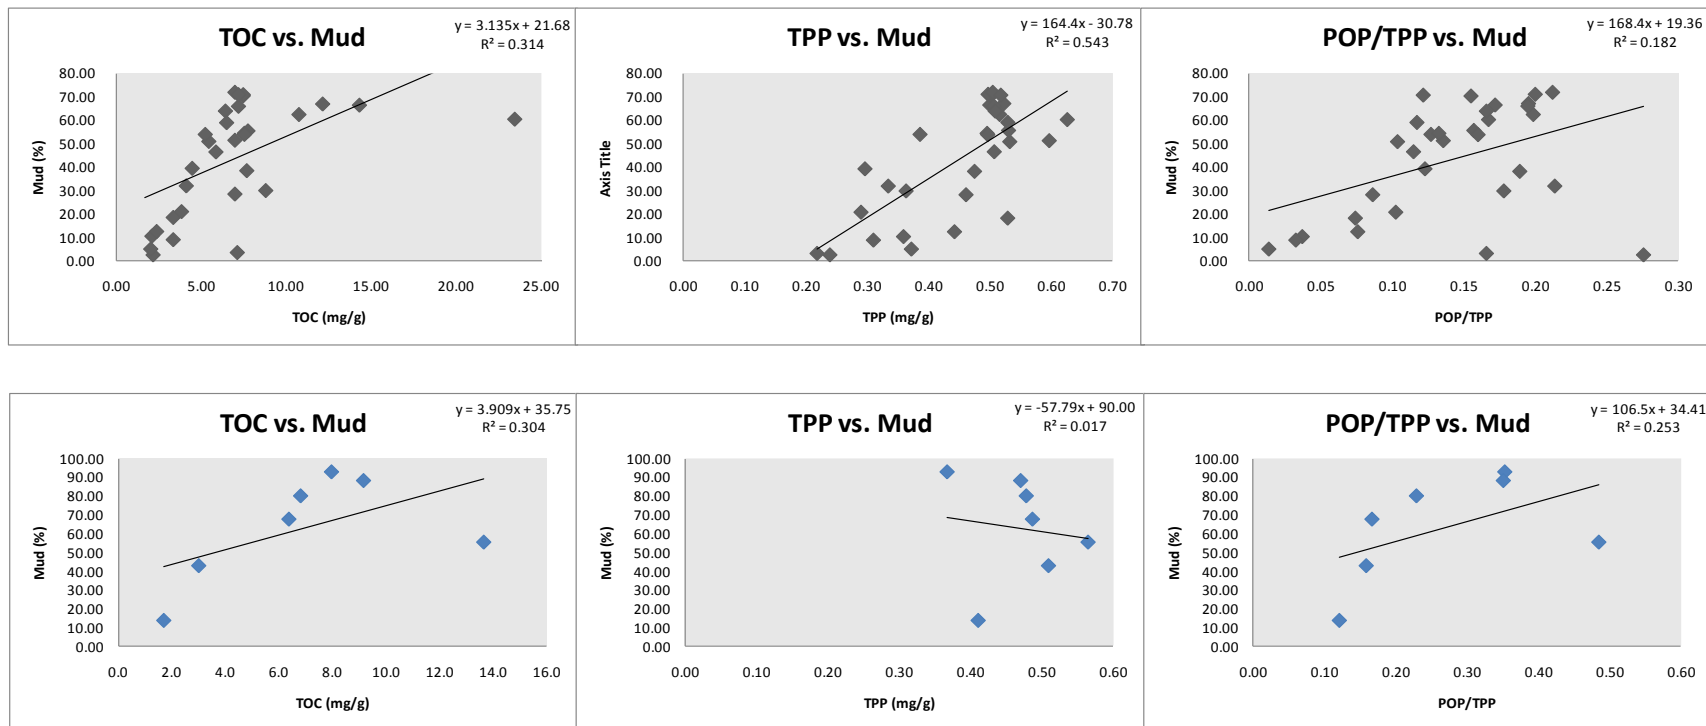 TOC vs. Mud
y = 3.135x + 21.68
R² = 0.314
80.00
70.00
60.00
50.00
40.00
30.00
20.00
10.00
0.00
Mud (%)
0.00 5.00 10.00 15.00 20.00 25.00
TOC (mg/g)
TPP vs. Mud
y = 164.4x - 30.78
R² = 0.543
80.00
70.00
60.00
50.00
40.00
30.00
20.00
10.00
0.00
Axis Title
0.00 0.10 0.20 0.30 0.40 0.50 0.60 0.70
TPP (mg/g)
POP/TPP vs. Mud
y = 168.4x + 19.36
R² = 0.182
80.00
70.00
60.00
50.00
40.00
30.00
20.00
10.00
0.00
Mud (%)
0.00 0.05 0.10 0.15 0.20 0.25 0.30
POP/TPP
TOC vs. Mud
y = 3.909x + 35.75
R² = 0.304
100.00
90.00
80.00
70.00
60.00
50.00
40.00
30.00
20.00
10.00
0.00
Mud (%)
0.0 2.0 4.0 6.0 8.0 10.0 12.0 14.0 16.0
TOC (mg/g)
TPP vs. Mud
y = -57.79x + 90.00
R² = 0.017
100.00
90.00
80.00
70.00
60.00
50.00
40.00
30.00
20.00
10.00
0.00
Mud (%)
0.00 0.10 0.20 0.30 0.40 0.50 0.60
TPP (mg/g)
POP/TPP vs. Mud
y = 106.5x + 34.41
R² = 0.253
100.00
90.00
80.00
70.00
60.00
50.00
40.00
30.00
20.00
10.00
0.00
Mud (%)
0.00 0.10 0.20 0.30 0.40 0.50 0.60
POP/TPP